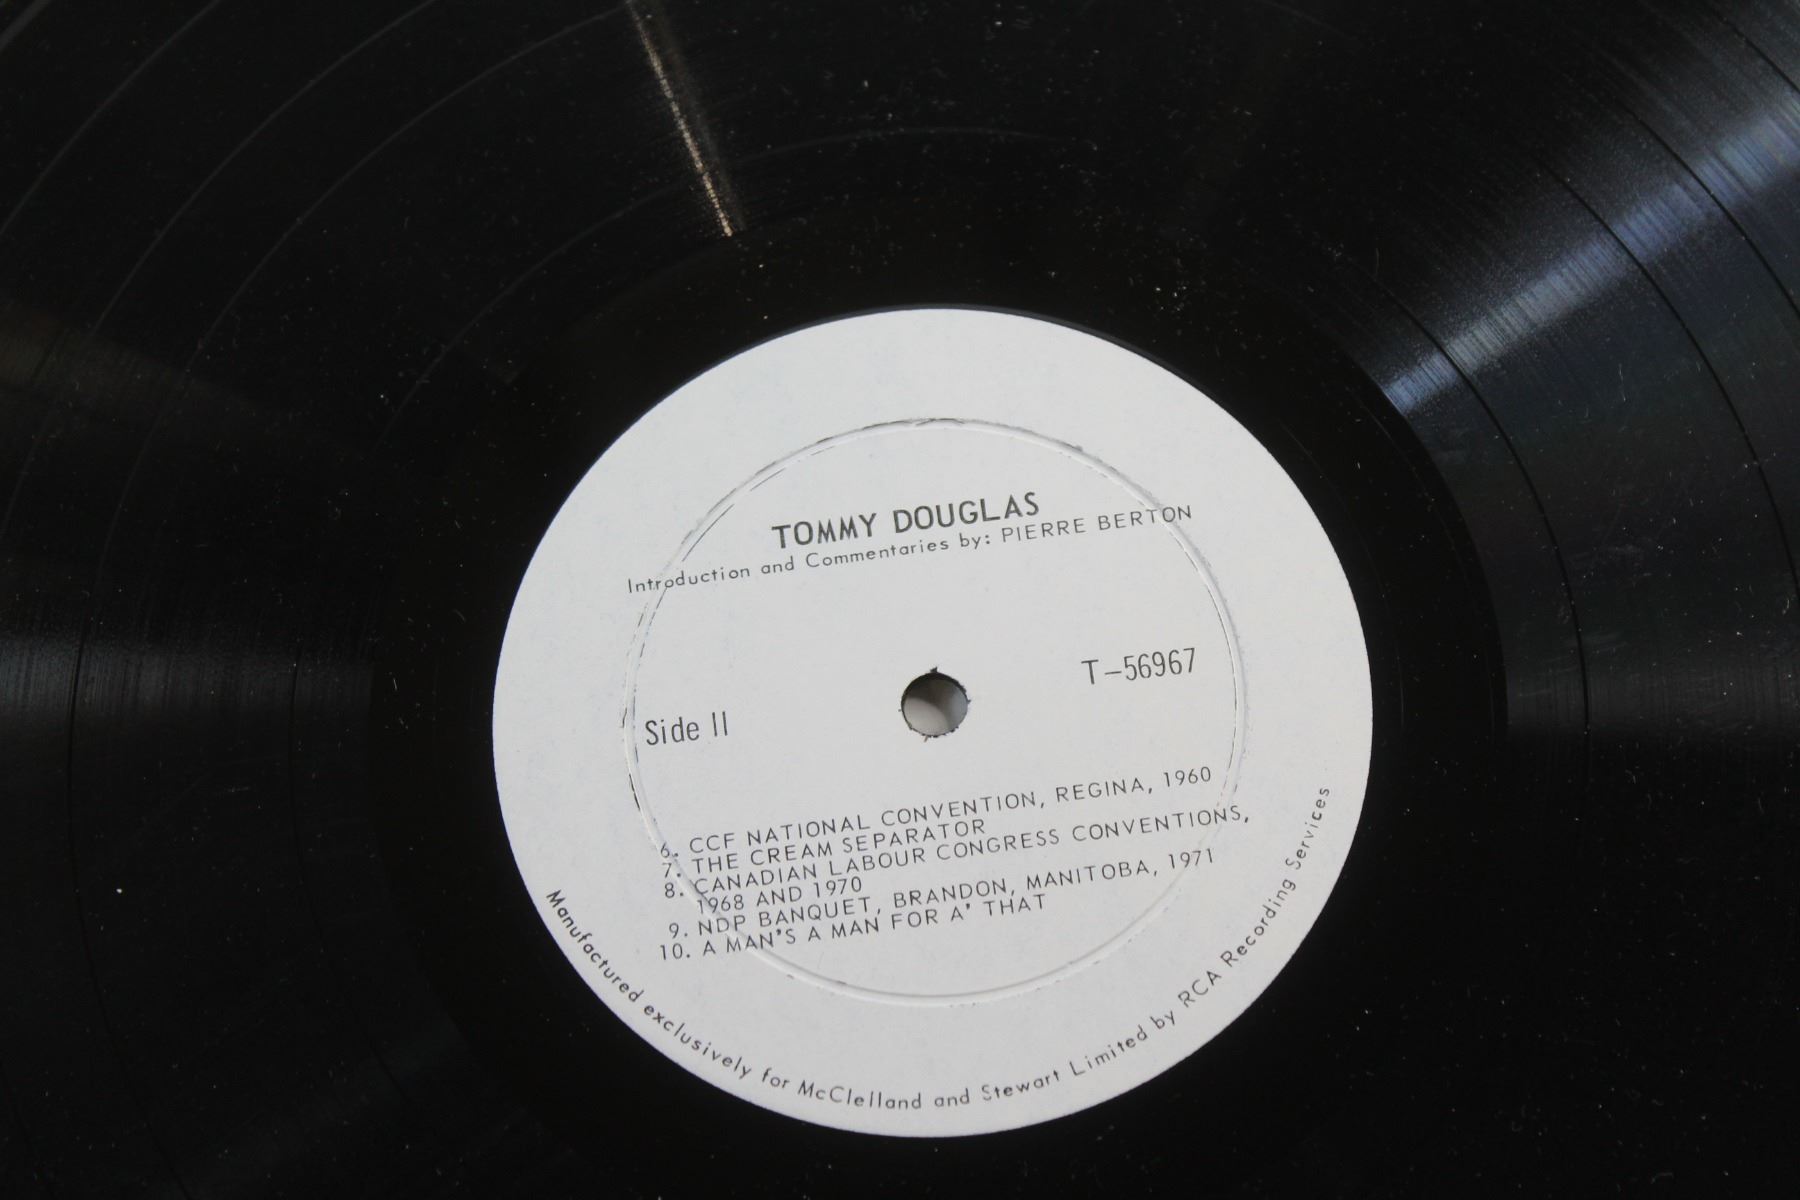 TOMMY DOUGLAS
Introduction and Commentaries by: PIERRE BERTON
T-56967
Side II
6. CCF NATIONAL CONVENTION, REGINA, 1960
7. THE CREAM SEPARATOR
8. CANADIAN LABOUR CONGRESS CONVENTIONS,
1968 AND 1970
9. NDP BANQUET, BRANDON, MANITOBA, 1971
10. A MAN'S A MAN FOR A' THAT
Manufactured exclusively for McClelland and Stewart Limited by RCA Recording Services